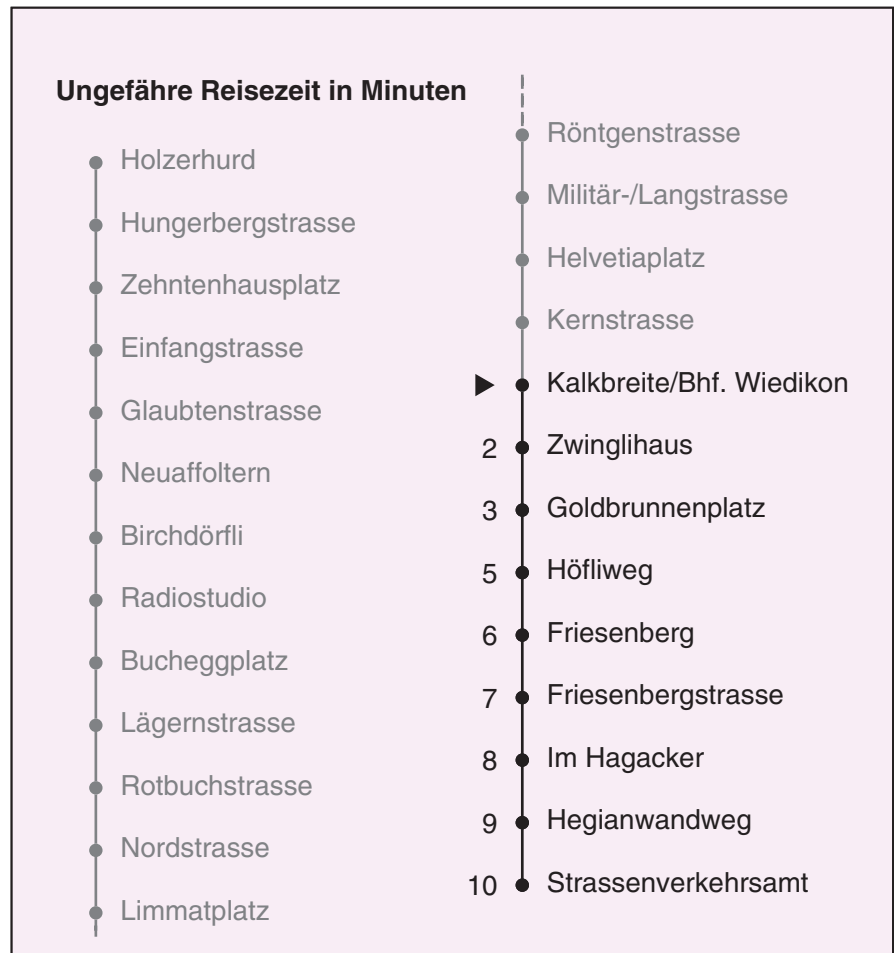 Ungefähre Reisezeit in Minuten
Holzerhurd
Hungerbergstrasse
Zehntenhausplatz
Einfangstrasse
Glaubtenstrasse
Neuaffoltern
Birchdörfli
Radiostudio
Bucheggplatz
Lägernstrasse
Rotbuchstrasse
Nordstrasse
Limmatplatz
Röntgenstrasse
Militär-/Langstrasse
Helvetiaplatz
Kernstrasse
Kalkbreite/Bhf. Wiedikon
2 Zwinglihaus
3 Goldbrunnenplatz
5 Höfliweg
6 Friesenberg
7 Friesenbergstrasse
8 Im Hagacker
9 Hegianwandweg
10 Strassenverkehrsamt